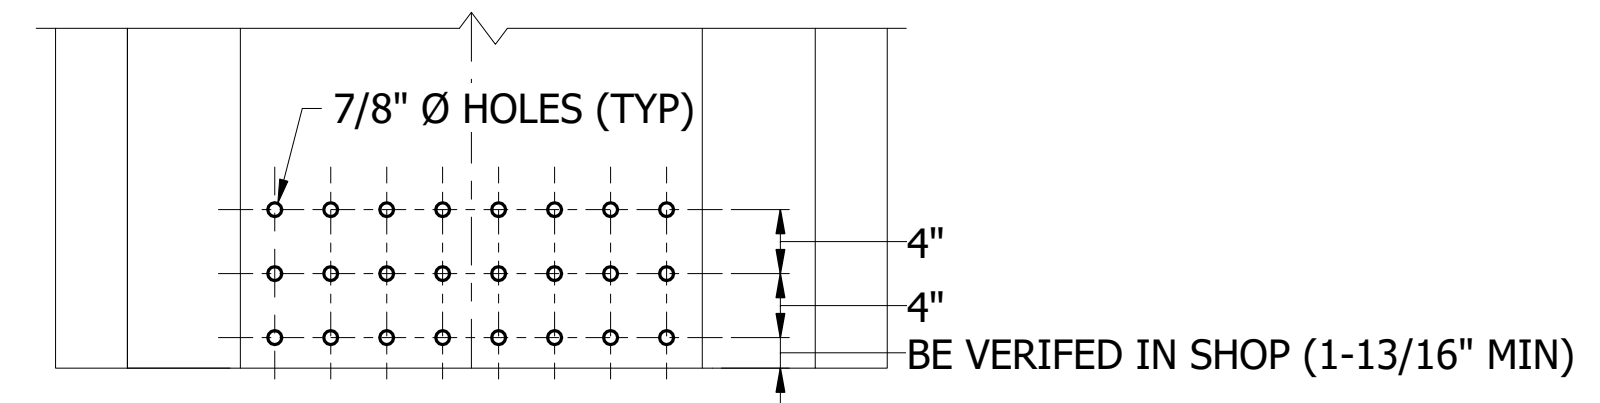 7/8" Ø HOLES (TYP)
4"
4"
BE VERIFED IN SHOP (1-13/16" MIN)